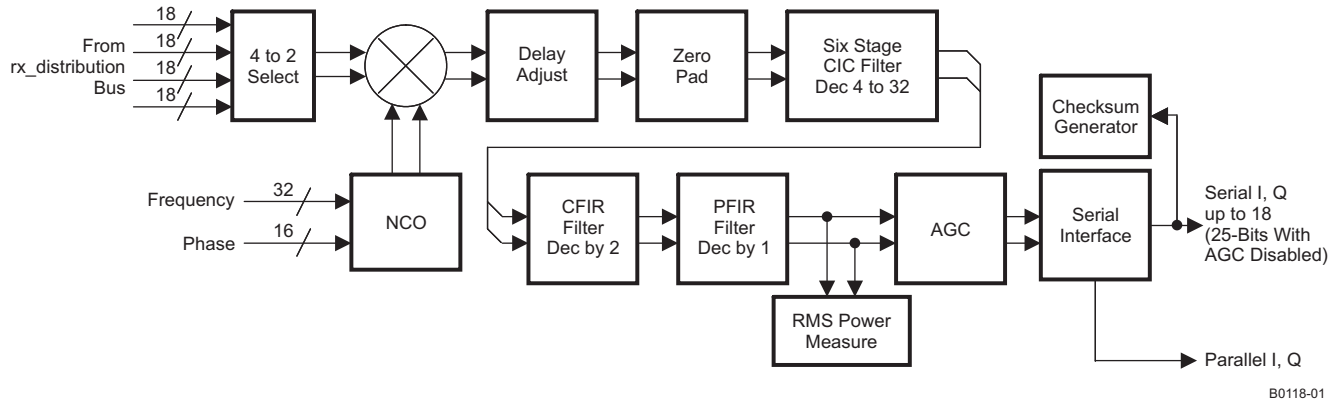 18
18
18
18
From
rx_distribution
Bus
4 to 2
Select
Delay
Adjust
Zero
Pad
Six Stage
CIC Filter
Dec 4 to 32
Checksum
Generator
Frequency
32
Phase
16
NCO
CFIR
Filter
Dec by 2
PFIR
Filter
Dec by 1
AGC
Serial
Interface
Serial I, Q
up to 18
(25-Bits With
AGC Disabled)
RMS Power
Measure
Parallel I, Q
B0118-01